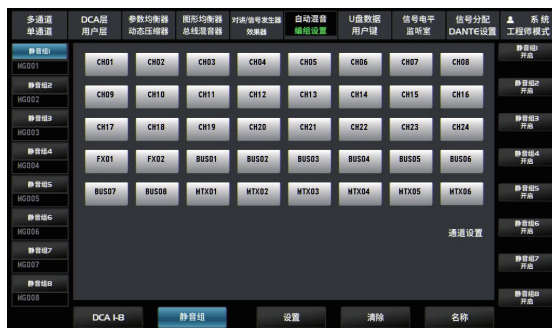 多通道 DCA层 参数均衡器 图形均衡器 对讲/信号发生器 自动混音 U盘数据 信号电平 信号分配 系统
单通道 用户层 动态压缩器 总线混音器 效果器 编组设置 用户键 监听室 DANTE设置 工程师模式
静音组1
MG001
静音组2
MG002
静音组3
MG003
静音组4
MG004
静音组5
MG005
静音组6
MG006
静音组7
MG007
静音组8
MG008
CH01 CH02 CH03 CH04 CH05 CH06 CH07 CH08
CH09 CH10 CH11 CH12 CH13 CH14 CH15 CH16
CH17 CH18 CH19 CH20 CH21 CH22 CH23 CH24
FX01 FX02 BUS01 BUS02 BUS03 BUS04 BUS05 BUS06
BUS07 BUS08 MTX01 MTX02 MTX03 MTX04 MTX05 MTX06
通道设置
静音组1
开启
静音组2
开启
静音组3
开启
静音组4
开启
静音组5
开启
静音组6
开启
静音组7
开启
静音组8
开启
DCA 1-8 静音组 设置 清除 名称